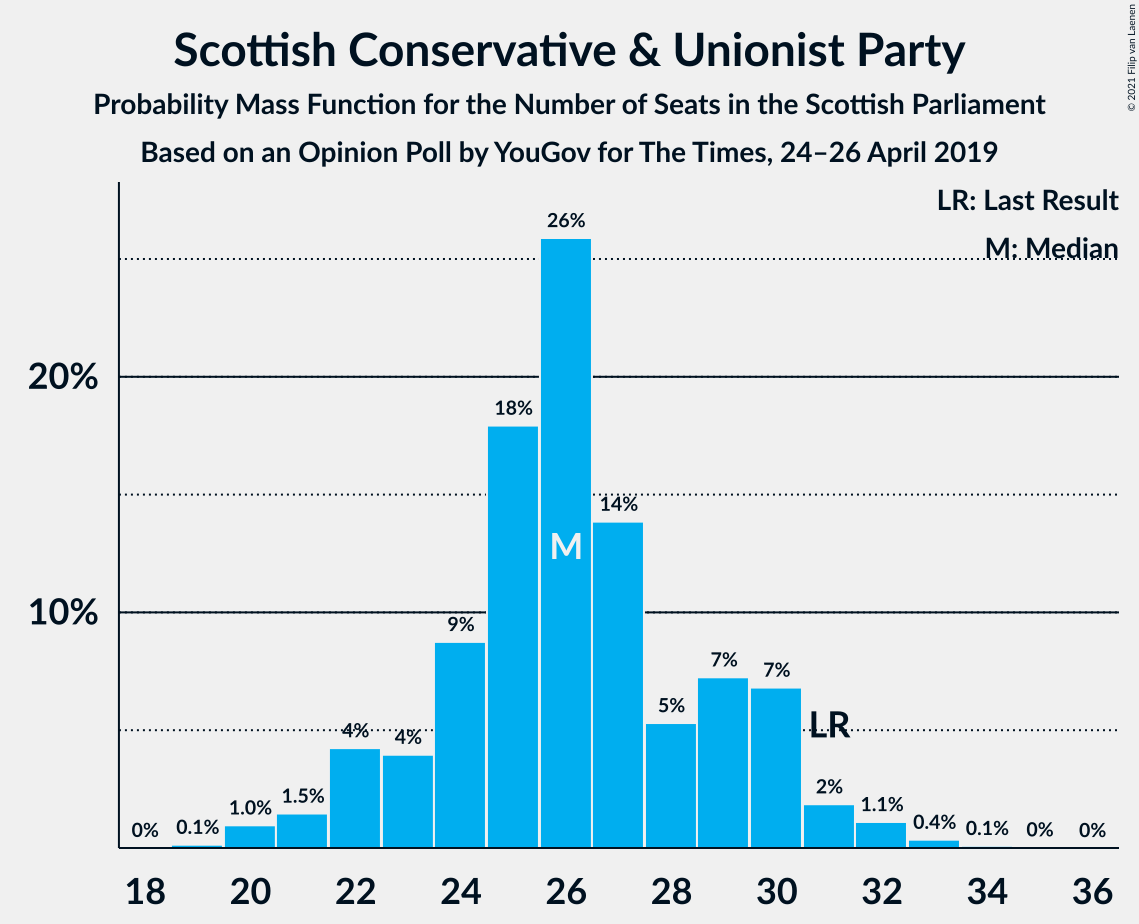 Scottish Conservative & Unionist Party
Probability Mass Function for the Number of Seats in the Scottish Parliament
Based on an Opinion Poll by YouGov for The Times, 24–26 April 2019
© 2021 Filip van Laenen
LR: Last Result
M: Median
26%
20%
18%
14%
M
10%
9%
7%
7%
5%
LR
4%
4%
2%
1.5%
1.0%
1.1%
0%
0.1%
0.4%
0.1%
0%
0%
18 20 22 24 26 28 30 32 34 36